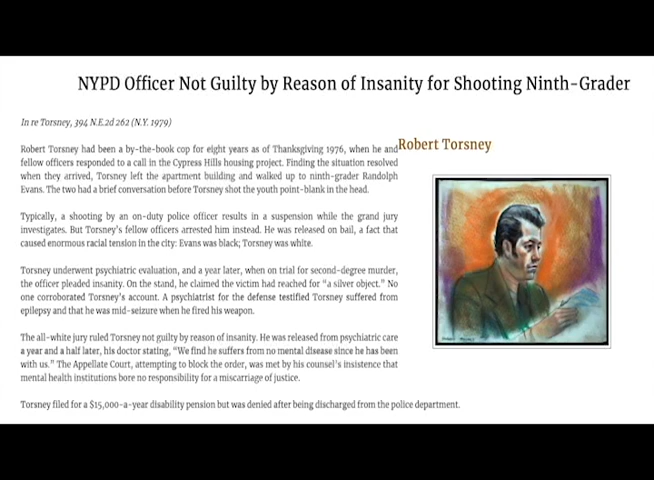 NYPD Officer Not Guilty by Reason of Insanity for Shooting Ninth-Grader
In re Torsney, 394 N.E.2d 262 (N.Y. 1979)
Robert Torsney had been a by-the-book cop for eight years as of Thanksgiving 1976, when he and
fellow officers responded to a call in the Cypress Hills housing project. Finding the situation resolved
when they arrived, Torsney left the apartment building and walked up to ninth-grader Randolph
Evans. The two had a brief conversation before Torsney shot the youth point-blank in the head.
Robert Torsney
Typically, a shooting by an on-duty police officer results in a suspension while the grand jury
investigates. But Torsney's fellow officers arrested him instead. He was released on bail, a fact that
caused enormous racial tension in the city: Evans was black; Torsney was white.
Torsney underwent psychiatric evaluation, and a year later, when on trial for second-degree murder,
the officer pleaded insanity. On the stand, he claimed the victim had reached for “a silver object.” No
one corroborated Torsney's account. A psychiatrist for the defense testified Torsney suffered from
epilepsy and that he was mid-seizure when he fired his weapon.
The all-white jury ruled Torsney not guilty by reason of insanity. He was released from psychiatric care
a year and a half later, his doctor stating, “We find he suffers from no mental disease since he has been
with us.” The Appellate Court, attempting to block the order, was met by his counsel's insistence that
mental health institutions bore no responsibility for a miscarriage of justice.
Torsney filed for a $15,000-a-year disability pension but was denied after being discharged from the police department.